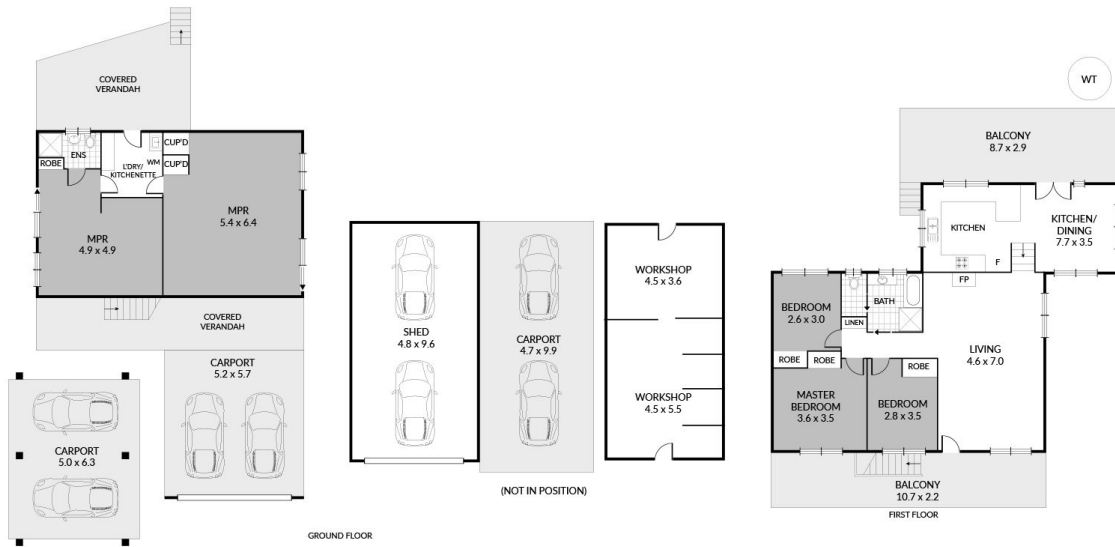 COVERED
VERANDAH
ENS
ROBE
L'DRY/
KITCHENETTE
WM
CUP'D
CUP'D
MPR
5.4 x 6.4
MPR
4.9 x 4.9
COVERED
VERANDAH
CARPORT
5.2 x 5.7
CARPORT
5.0 x 6.3
SHED
4.8 x 9.6
CARPORT
4.7 x 9.9
WORKSHOP
4.5 x 3.6
WORKSHOP
4.5 x 5.5
(NOT IN POSITION)
GROUND FLOOR
WT
BALCONY
8.7 x 2.9
KITCHEN
KITCHEN/
DINING
7.7 x 3.5
F
FP
BEDROOM
2.6 x 3.0
BATH
LINEN
ROBE
ROBE
ROBE
LIVING
4.6 x 7.0
MASTER
BEDROOM
3.6 x 3.5
BEDROOM
2.8 x 3.5
BALCONY
10.7 x 2.2
FIRST FLOOR